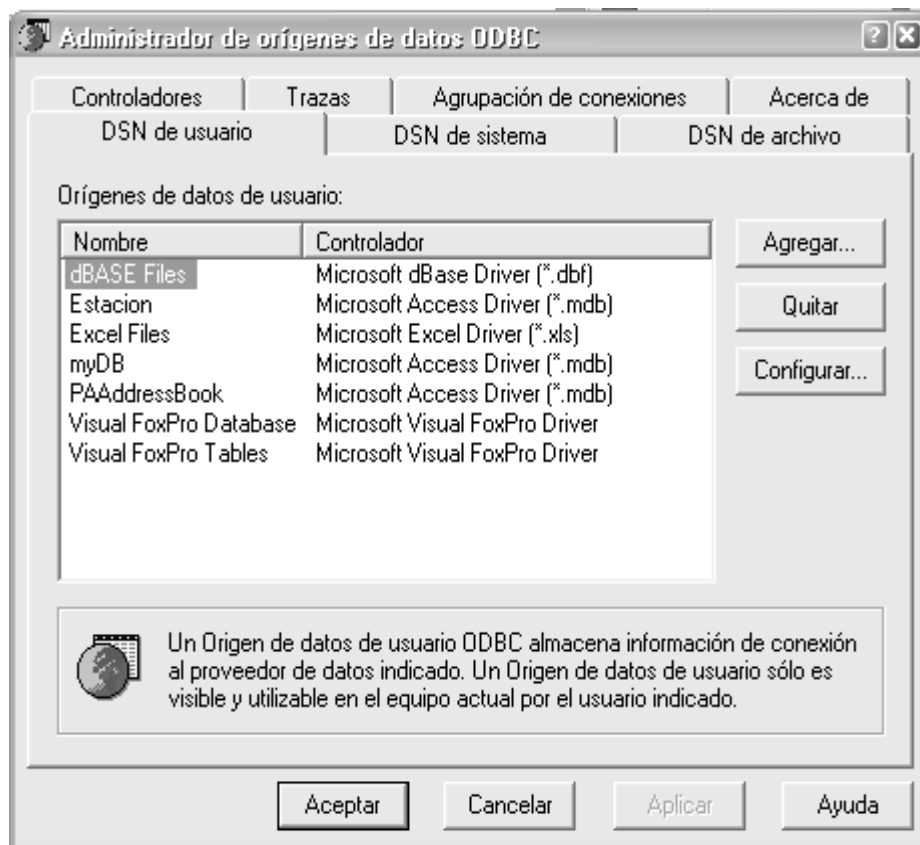 Administrador de orígenes de datos ODBC
Controladores Trazas Agrupación de conexiones Acerca de
DSN de usuario DSN de sistema DSN de archivo
Orígenes de datos de usuario:
Nombre Controlador
dBASE Files Microsoft dBase Driver (*.dbf)
Estacion Microsoft Access Driver (*.mdb)
Excel Files Microsoft Excel Driver (*.xls)
myDB Microsoft Access Driver (*.mdb)
PAAddressBook Microsoft Access Driver (*.mdb)
Visual FoxPro Database Microsoft Visual FoxPro Driver
Visual FoxPro Tables Microsoft Visual FoxPro Driver
Agregar...
Quitar
Configurar...
Un Origen de datos de usuario ODBC almacena información de conexión
al proveedor de datos indicado. Un Origen de datos de usuario sólo es
visible y utilizable en el equipo actual por el usuario indicado.
Aceptar Cancelar Aplicar Ayuda